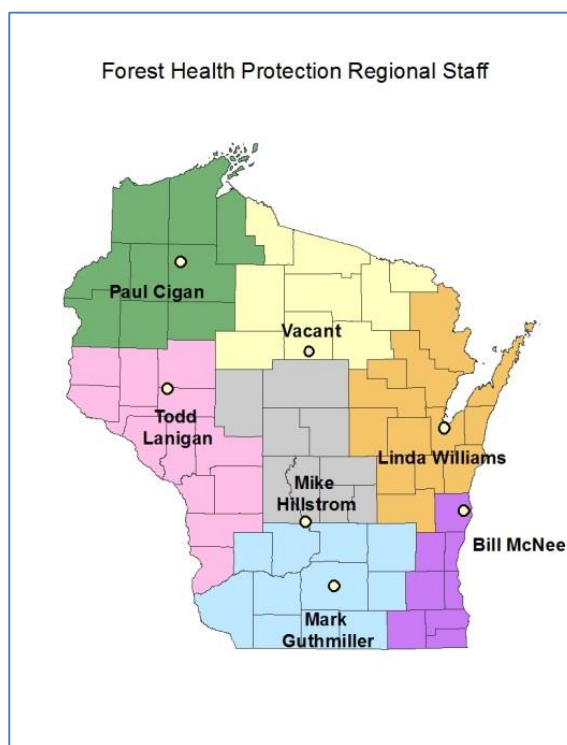 Forest Health Protection Regional Staff
Paul Cigan
Vacant
Todd
Lanigan
Linda Williams
Mike
Hillstrom
Bill McNee
Mark
Guthmiller